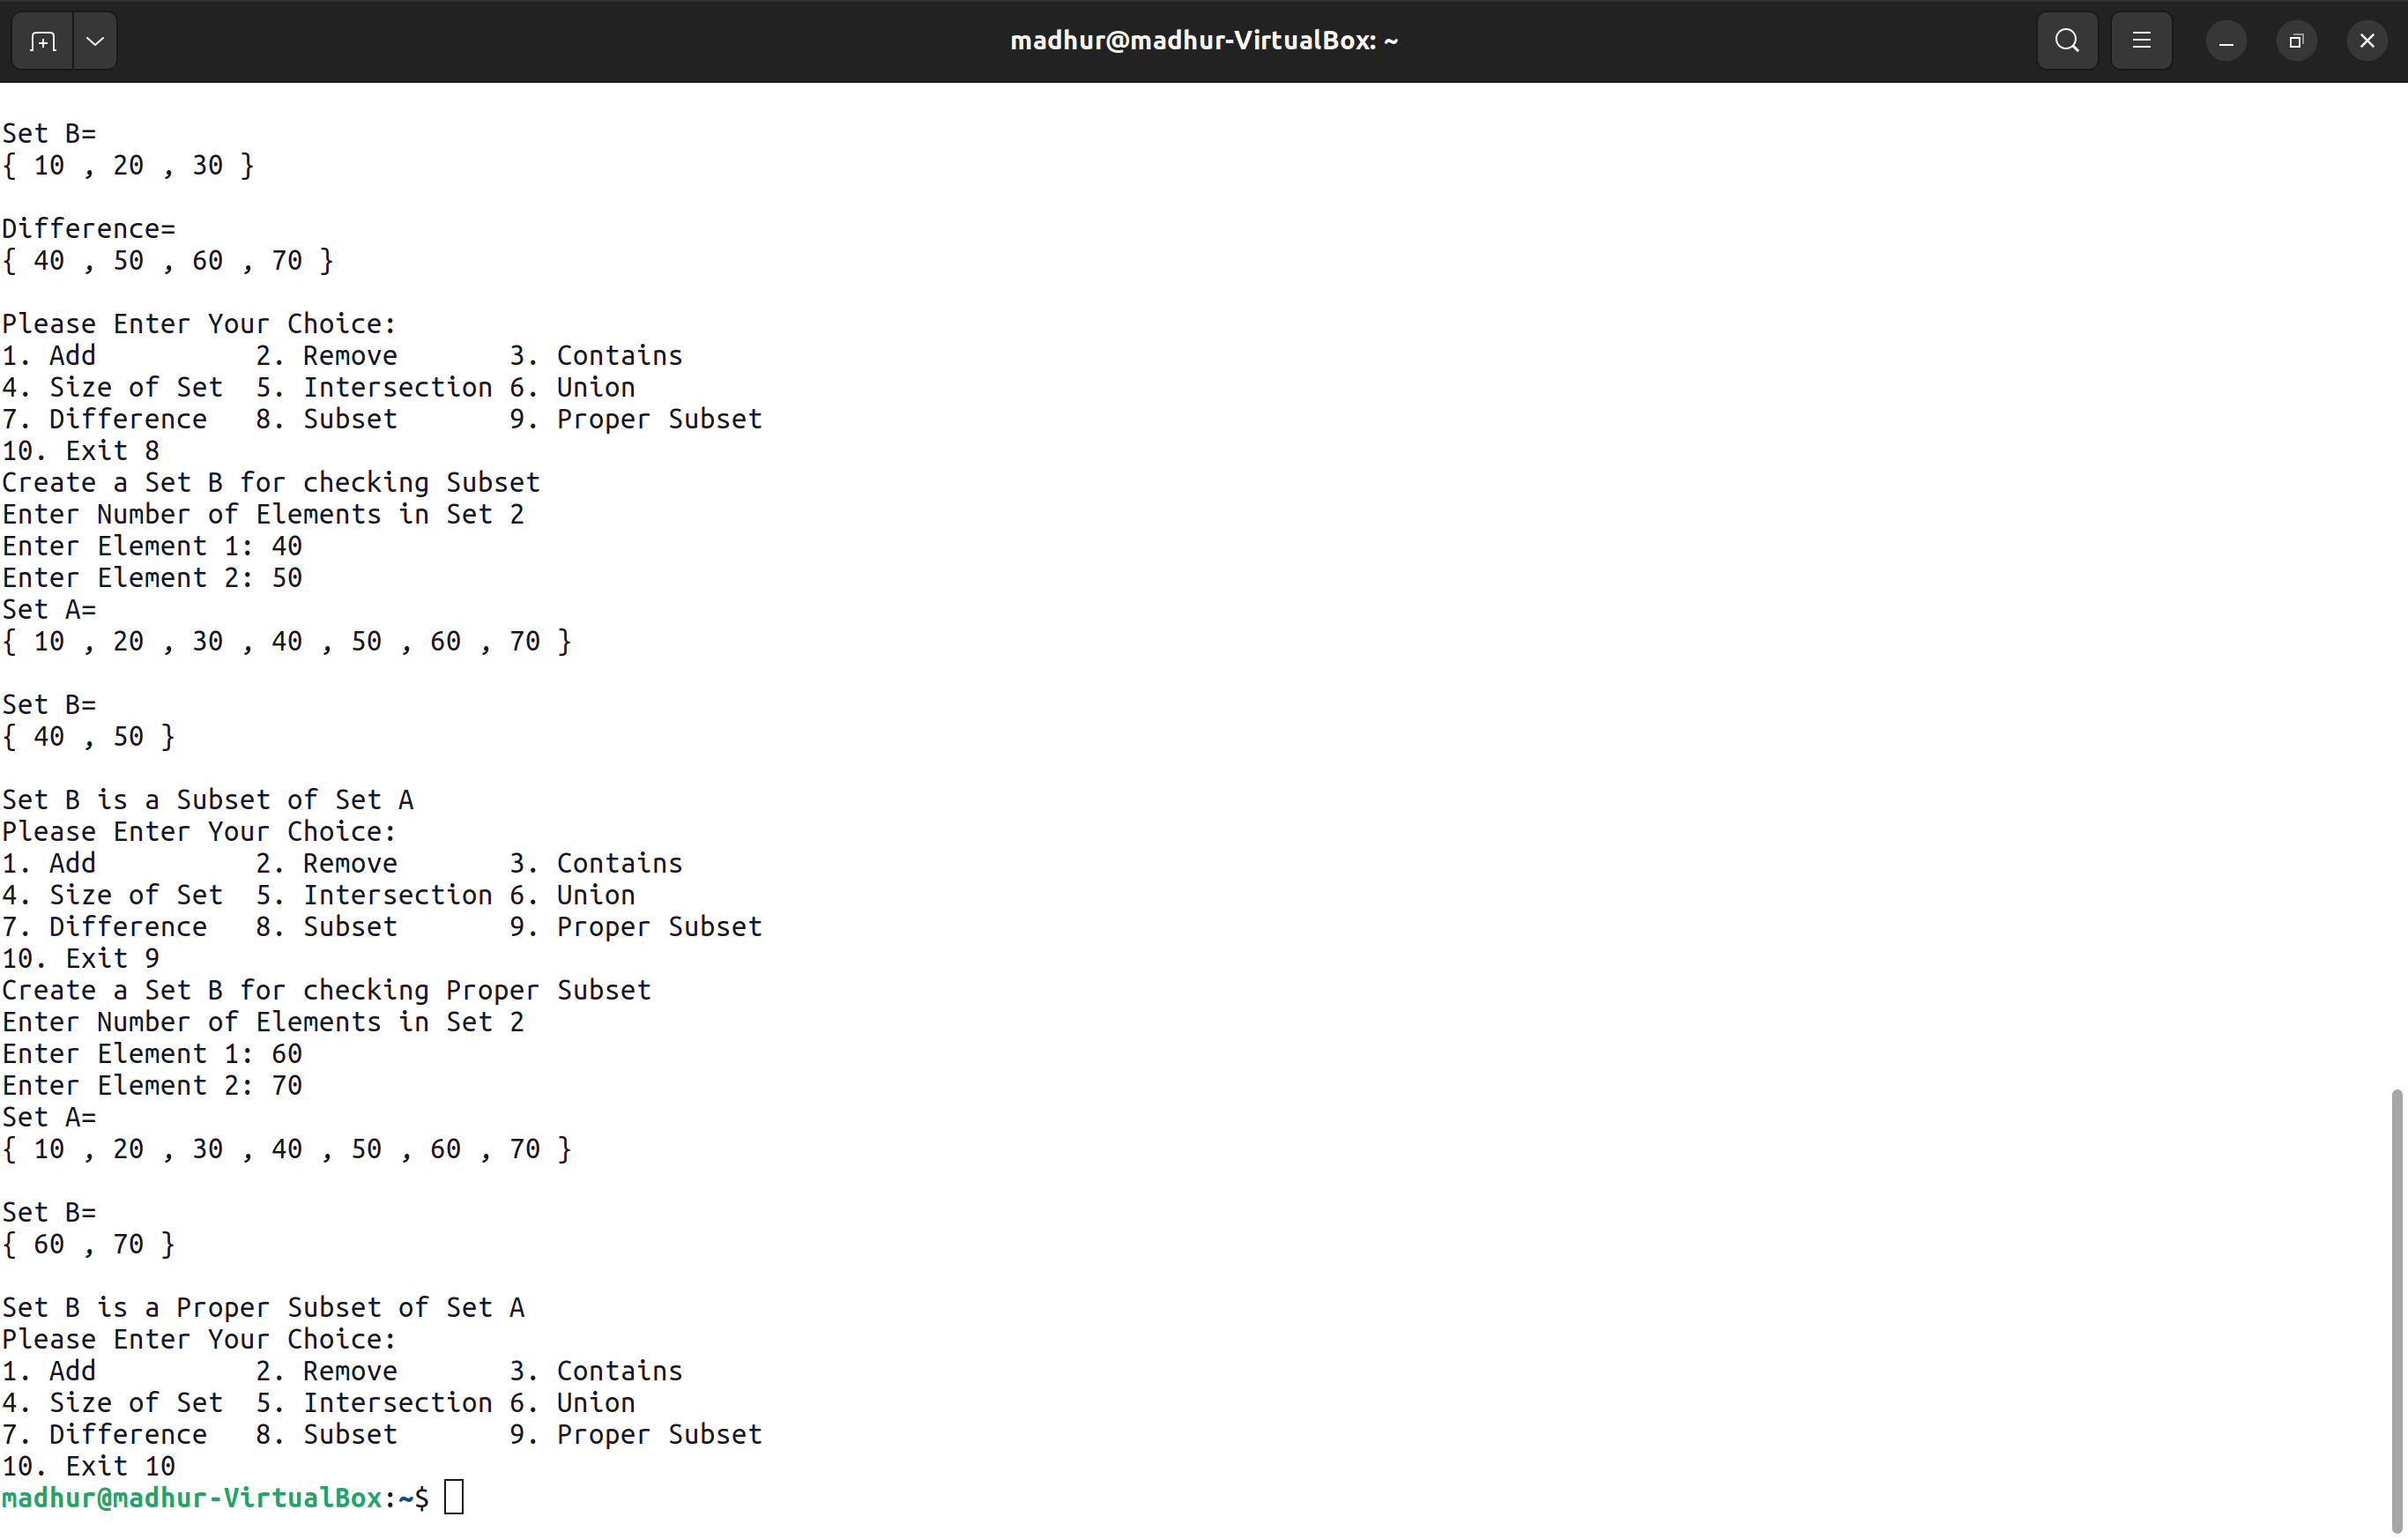 madhur@madhur-VirtualBox: ~
Set B=
{ 10 , 20 , 30 }
Difference=
{ 40 , 50 , 60 , 70 }
Please Enter Your Choice:
1. Add          2. Remove       3. Contains
4. Size of Set  5. Intersection 6. Union
7. Difference   8. Subset       9. Proper Subset
10. Exit 8
Create a Set B for checking Subset
Enter Number of Elements in Set 2
Enter Element 1: 40
Enter Element 2: 50
Set A=
{ 10 , 20 , 30 , 40 , 50 , 60 , 70 }
Set B=
{ 40 , 50 }
Set B is a Subset of Set A
Please Enter Your Choice:
1. Add          2. Remove       3. Contains
4. Size of Set  5. Intersection 6. Union
7. Difference   8. Subset       9. Proper Subset
10. Exit 9
Create a Set B for checking Proper Subset
Enter Number of Elements in Set 2
Enter Element 1: 60
Enter Element 2: 70
Set A=
{ 10 , 20 , 30 , 40 , 50 , 60 , 70 }
Set B=
{ 60 , 70 }
Set B is a Proper Subset of Set A
Please Enter Your Choice:
1. Add          2. Remove       3. Contains
4. Size of Set  5. Intersection 6. Union
7. Difference   8. Subset       9. Proper Subset
10. Exit 10
madhur@madhur-VirtualBox:~$